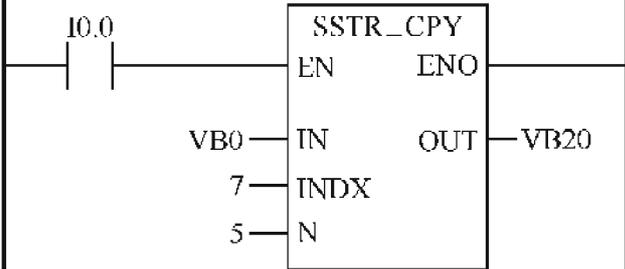 I0.0
SSTR_CPY
EN ENO
VB0 IN OUT VB20
7 INDX
5 N